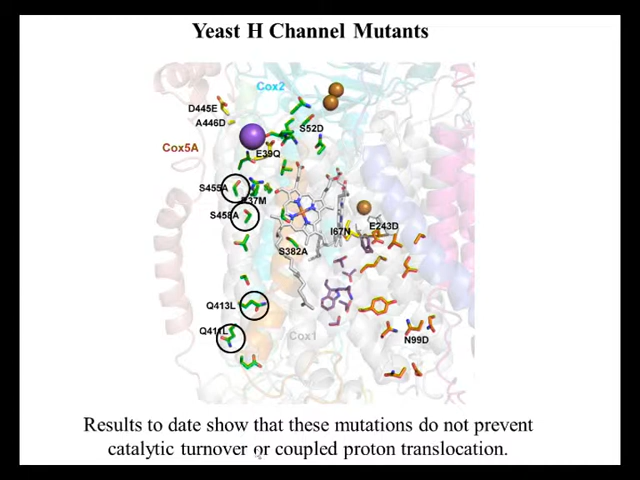 Yeast H Channel Mutants
Cox2
D445E
A446D
S52D
Cox5A
E39Q
S455A
S458A
I67N
E243D
S382A
Q413L
Cox1
N99D
Results to date show that these mutations do not prevent
catalytic turnover or coupled proton translocation.